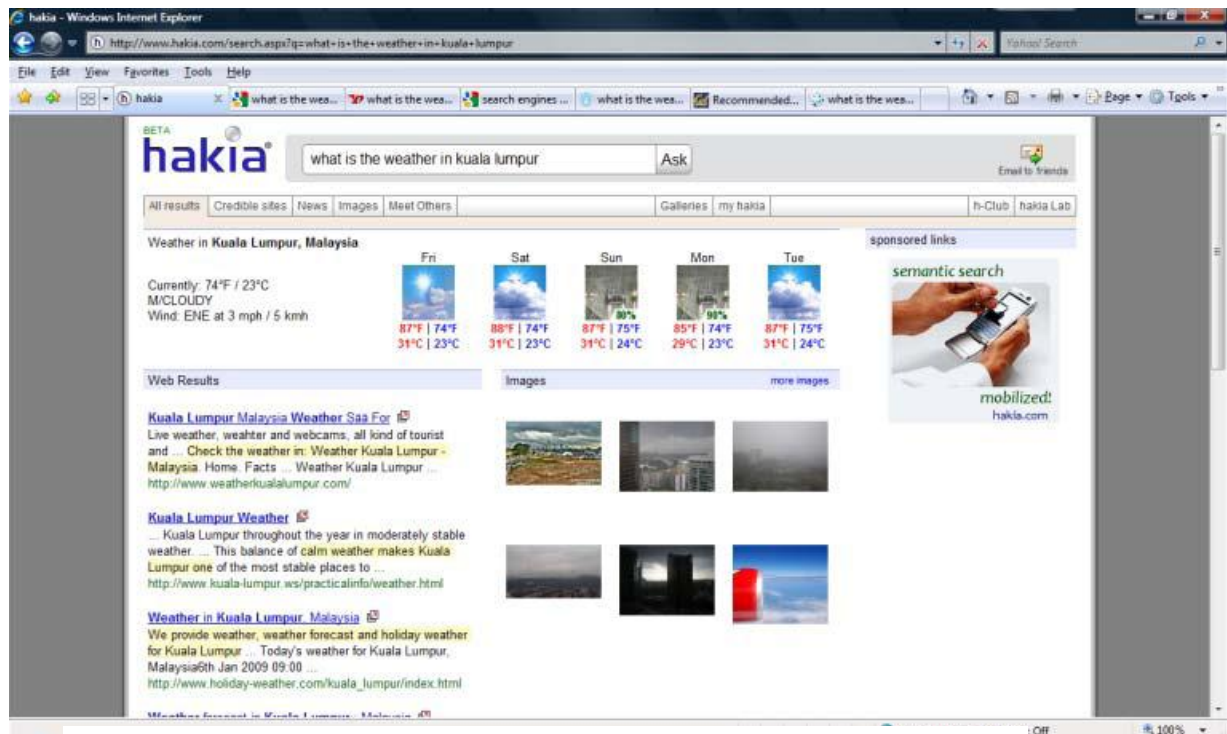 hakia - Windows Internet Explorer
http://www.hakia.com/search.aspx?q=what+is+the+weather+in+kuala+lumpur
Yahoo! Search
File Edit View Favorites Tools Help
hakia what is the wea... what is the wea... search engines ... what is the wea... Recommended... what is the wea... Page Tools
BETA
hakia
what is the weather in kuala lumpur Ask
Email to friends
All results Credible sites News Images Meet Others Galleries my hakia h-Club hakia Lab
Weather in Kuala Lumpur, Malaysia
sponsored links
Fri Sat Sun Mon Tue
semantic search
Currently: 74°F / 23°C
M/CLOUDY
Wind: ENE at 3 mph / 5 kmh
80% 90%
87°F | 74°F 88°F | 74°F 87°F | 75°F 85°F | 74°F 87°F | 75°F
31°C | 23°C 31°C | 23°C 31°C | 24°C 29°C | 23°C 31°C | 24°C
mobilized!
hakia.com
Web Results
Images more images
Kuala Lumpur Malaysia Weather Saa For
Live weather, weahter and webcams, all kind of tourist
and ... Check the weather in: Weather Kuala Lumpur -
Malaysia. Home. Facts ... Weather Kuala Lumpur ...
http://www.weatherkualalumpur.com/
Kuala Lumpur Weather
... Kuala Lumpur throughout the year in moderately stable
weather. ... This balance of calm weather makes Kuala
Lumpur one of the most stable places to ...
http://www.kuala-lumpur.ws/practicalinfo/weather.html
Weather in Kuala Lumpur, Malaysia
We provide weather, weather forecast and holiday weather
for Kuala Lumpur ... Today's weather for Kuala Lumpur,
Malaysia6th Jan 2009 09:00 ...
http://www.holiday-weather.com/kuala_lumpur/index.html
Weather forecast in Kuala Lumpur, Malaysia
: Off 100%